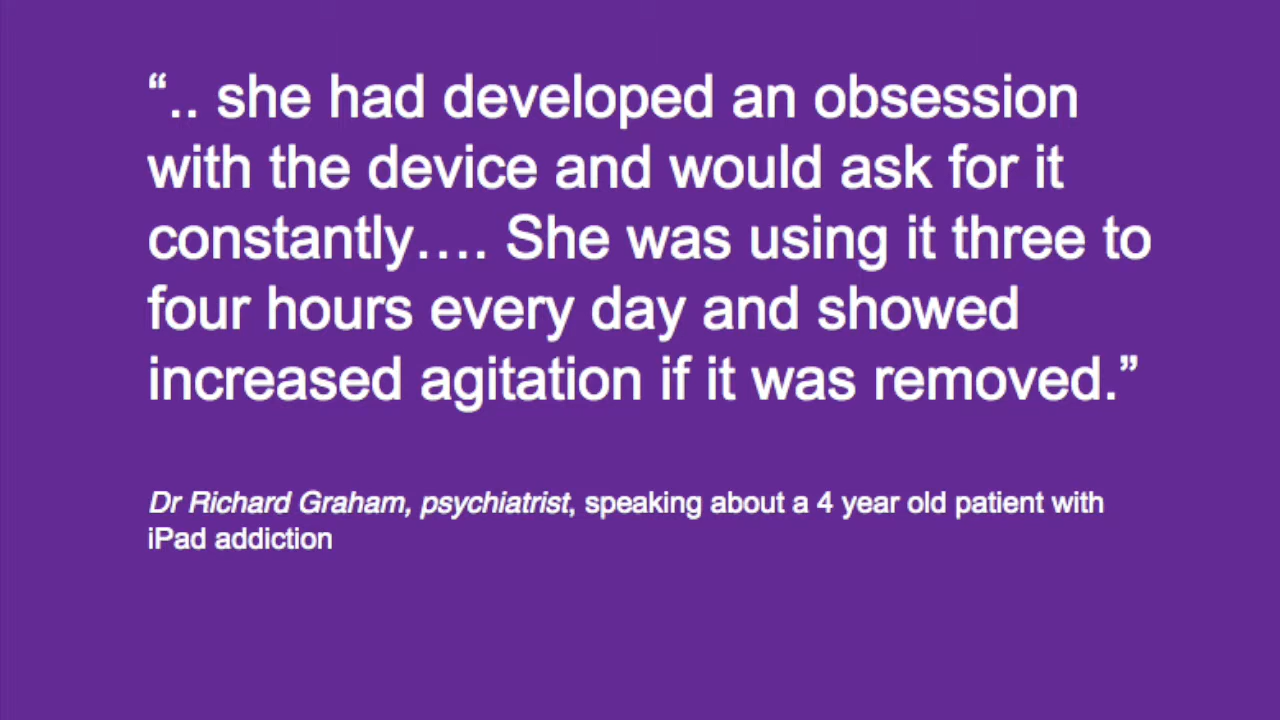 “.. she had developed an obsession
with the device and would ask for it
constantly…. She was using it three to
four hours every day and showed
increased agitation if it was removed.”
Dr Richard Graham, psychiatrist, speaking about a 4 year old patient with
iPad addiction